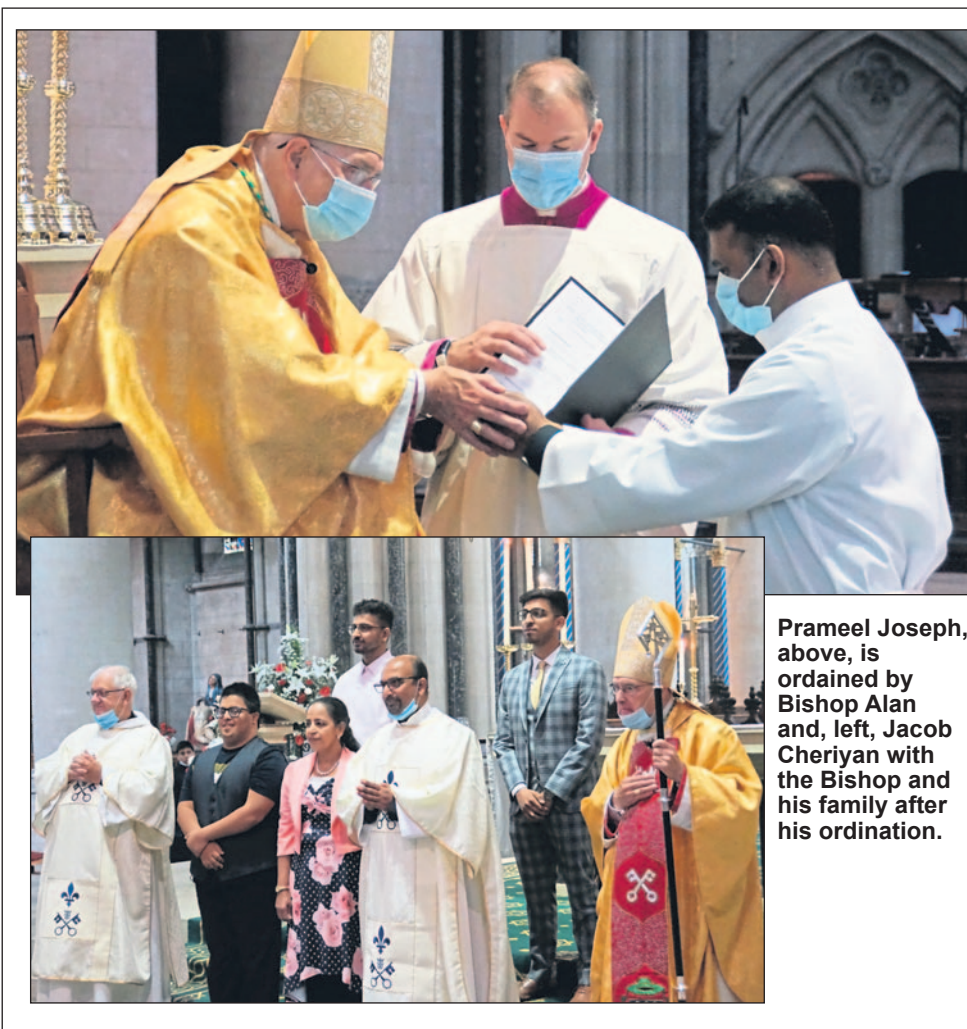 Prameel Joseph,
above, is
ordained by
Bishop Alan
and, left, Jacob
Cheriyan with
the Bishop and
his family after
his ordination.